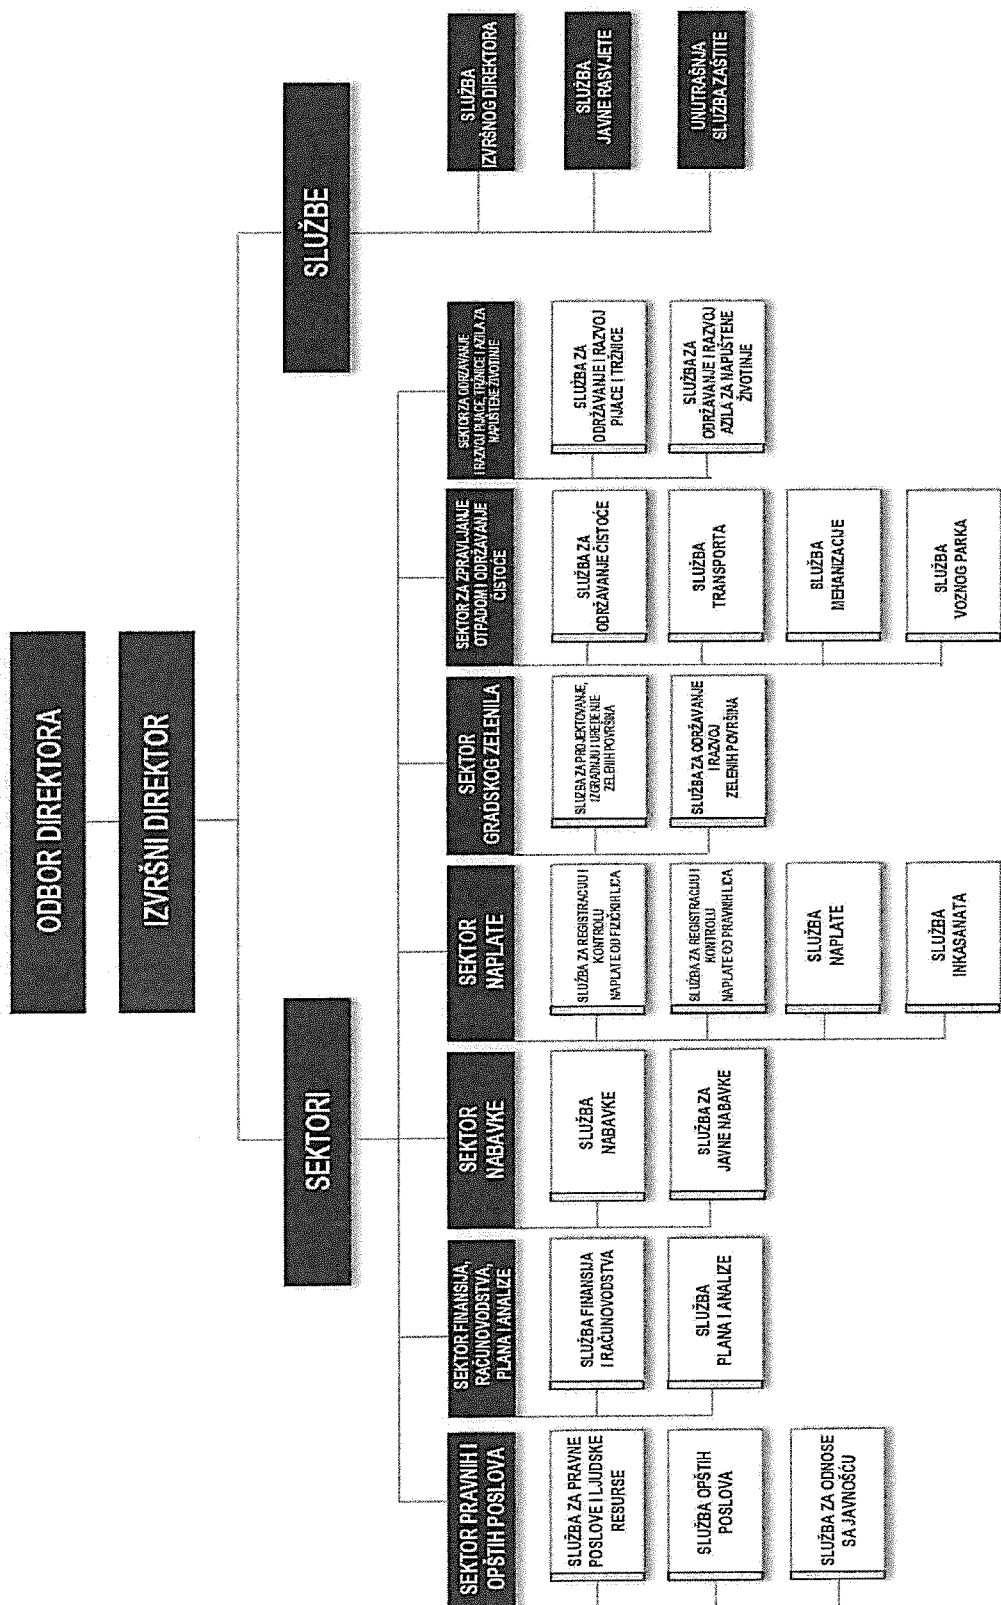 ODBOR DIREKTORA
IZVRŠNI DIREKTOR
SEKTORI
SLUŽBE
SEKTOR PRAVNIH I
OPŠTIH POSLOVA
SLUŽBA ZA PRAVNE
POSLOVE I LJUDSKE
RESURSE
SLUŽBA OPŠTIH
POSLOVA
SLUŽBA ZA ODNOSE
SA JAVNOŠĆU
SEKTOR FINANSIJA,
RAČUNOVODSTVA,
PLANA I ANALIZE
SLUŽBA FINANSIJA
I RAČUNOVODSTVA
SLUŽBA
PLANA I ANALIZE
SEKTOR
NABAVKE
SLUŽBA
NABAVKE
SLUŽBA ZA
JAVNE NABAVKE
SEKTOR
NAPLATE
SLUŽBA ZA REGISTRACIJU I
KONTROLU
NAPLATE OD FIZIČKIH LICA
SLUŽBA ZA REGISTRACIJU I
KONTROLU
NAPLATE OD PRAVNIH LICA
SLUŽBA
NAPLATE
SLUŽBA
INKASANATA
SEKTOR
GRADSKOG ZELENILA
SLUŽBA ZA PROJEKTOVANJE,
IZGRADNJU I UREĐENJE
ZELENIH POVRŠINA
SLUŽBA ZA ODRŽAVANJE
I RAZVOJ
ZELENIH POVRŠINA
SEKTOR ZA ZPRAVLJANJE
OTPADOM I ODRŽAVANJE
ČISTOĆE
SLUŽBA ZA
ODRŽAVANJE ČISTOĆE
SLUŽBA
TRANSPORTA
SLUŽBA
MEHANIZACIJE
SLUŽBA
VOZNOG PARKA
SEKTOR ZA ODRŽAVANJE
I RAZVOJ PIJACE, TRŽNICE I AZILA ZA
NAPUŠTENE ŽIVOTINJE
SLUŽBA ZA
ODRŽAVANJE I RAZVOJ
PIJACE I TRŽNICE
SLUŽBA ZA
ODRŽAVANJE I RAZVOJ
AZILA ZA NAPUŠTENE
ŽIVOTINJE
SLUŽBA
IZVRŠNOG DIREKTORA
SLUŽBA
JAVNE RASVJETE
UNUTRAŠNJA
SLUŽBA ZAŠTITE